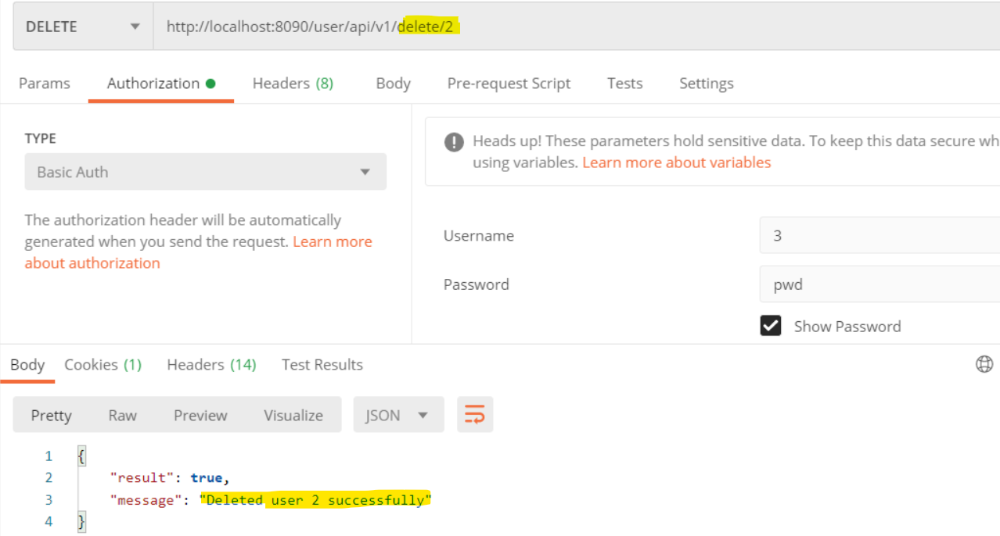 DELETE http://localhost:8090/user/api/v1/delete/2
Params Authorization Headers (8) Body Pre-request Script Tests Settings
TYPE
Basic Auth
The authorization header will be automatically
generated when you send the request. Learn more
about authorization
Heads up! These parameters hold sensitive data. To keep this data secure wh
using variables. Learn more about variables
Username 3
Password pwd
Show Password
Body Cookies (1) Headers (14) Test Results
Pretty Raw Preview Visualize JSON
1 {
2 "result": true,
3 "message": "Deleted user 2 successfully"
4 }